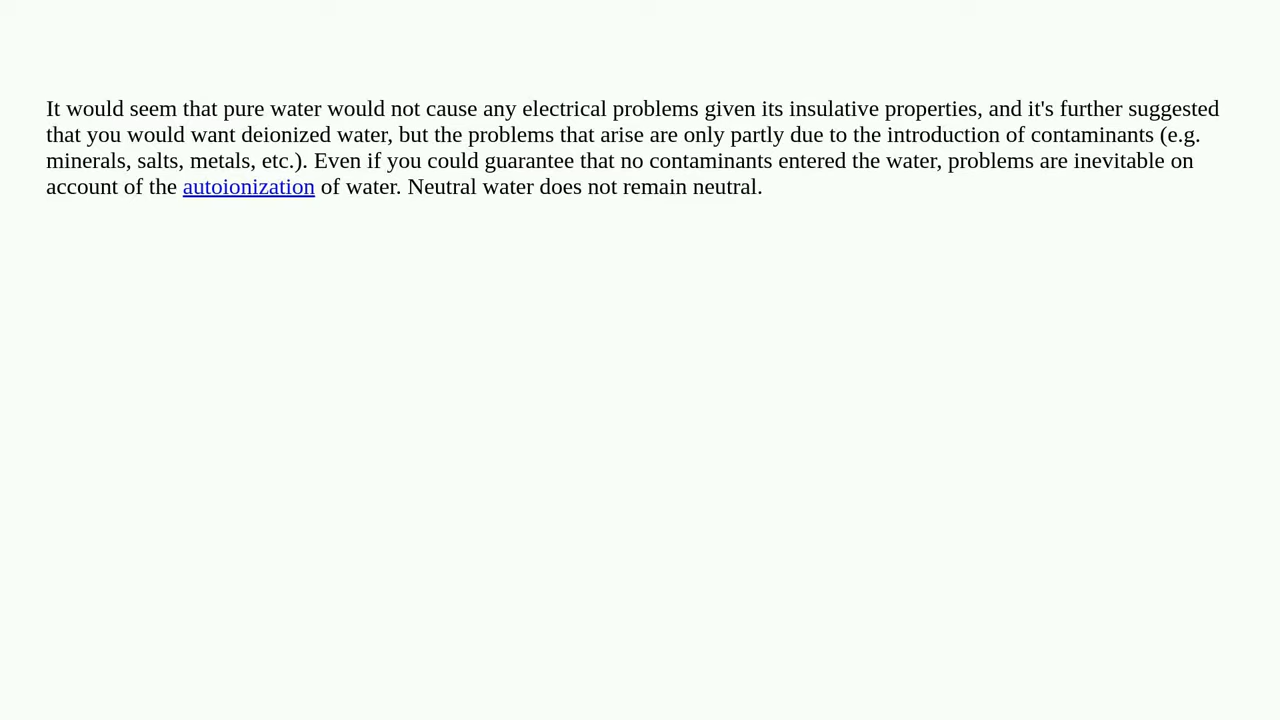 It would seem that pure water would not cause any electrical problems given its insulative properties, and it's further suggested
that you would want deionized water, but the problems that arise are only partly due to the introduction of contaminants (e.g.
minerals, salts, metals, etc.). Even if you could guarantee that no contaminants entered the water, problems are inevitable on
account of the autoionization of water. Neutral water does not remain neutral.